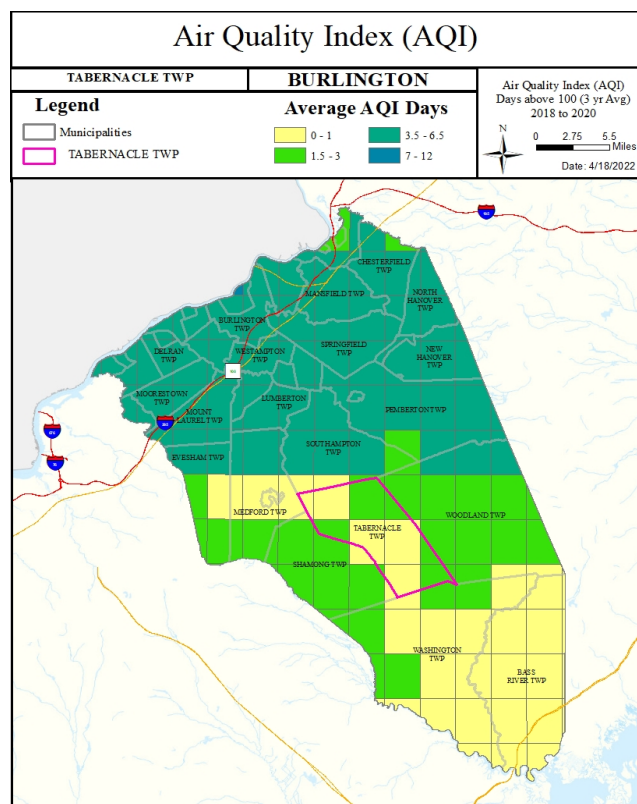 Air Quality Index (AQI)
TABERNACLE TWP
BURLINGTON
Legend
Municipalities
TABERNACLE TWP
Average AQI Days
0 - 1
3.5 - 6.5
1.5 - 3
7 - 12
Air Quality Index (AQI)
Days above 100 (3 yr Avg)
2018 to 2020
N
0 2.75 5.5
Miles
Date: 4/18/2022
CHESTERFIELD
TWP
MANSFIELD TWP
NORTH
HANOVER
TWP
BURLINGTON
TWP
SPRINGFIELD
TWP
DELRAN
TWP
WESTAMPTON
TWP
NEW
HANOVER
TWP
MOORESTOWN
TWP
LUMBERTON
TWP
MOUNT
LAUREL TWP
PEMBERTON TWP
SOUTHAMPTON
TWP
EVESHAM TWP
MEDFORD TWP
WOODLAND TWP
TABERNACLE
TWP
SHAMONG TWP
WASHINGTON
TWP
BASS
RIVER TWP